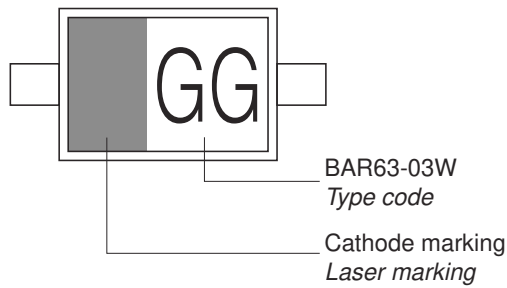 GG
BAR63-03W
Type code
Cathode marking
Laser marking